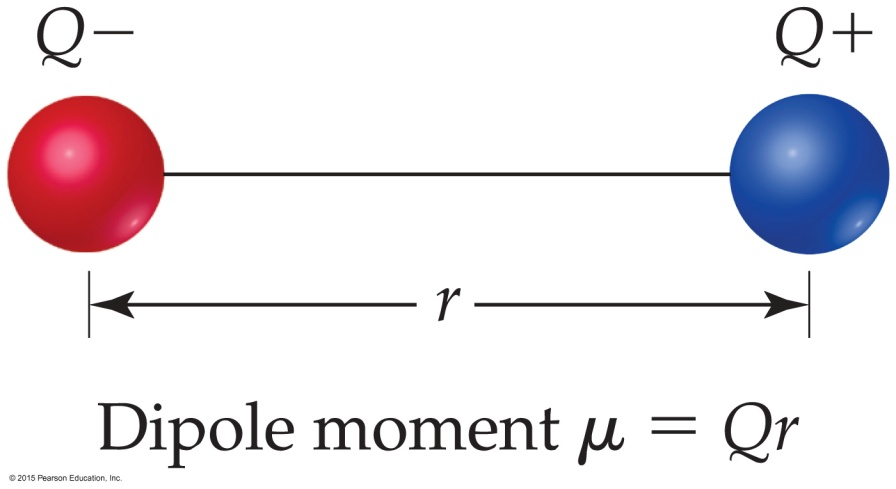 Q− Q+
r
Dipole moment μ = Qr
© 2015 Pearson Education, Inc.